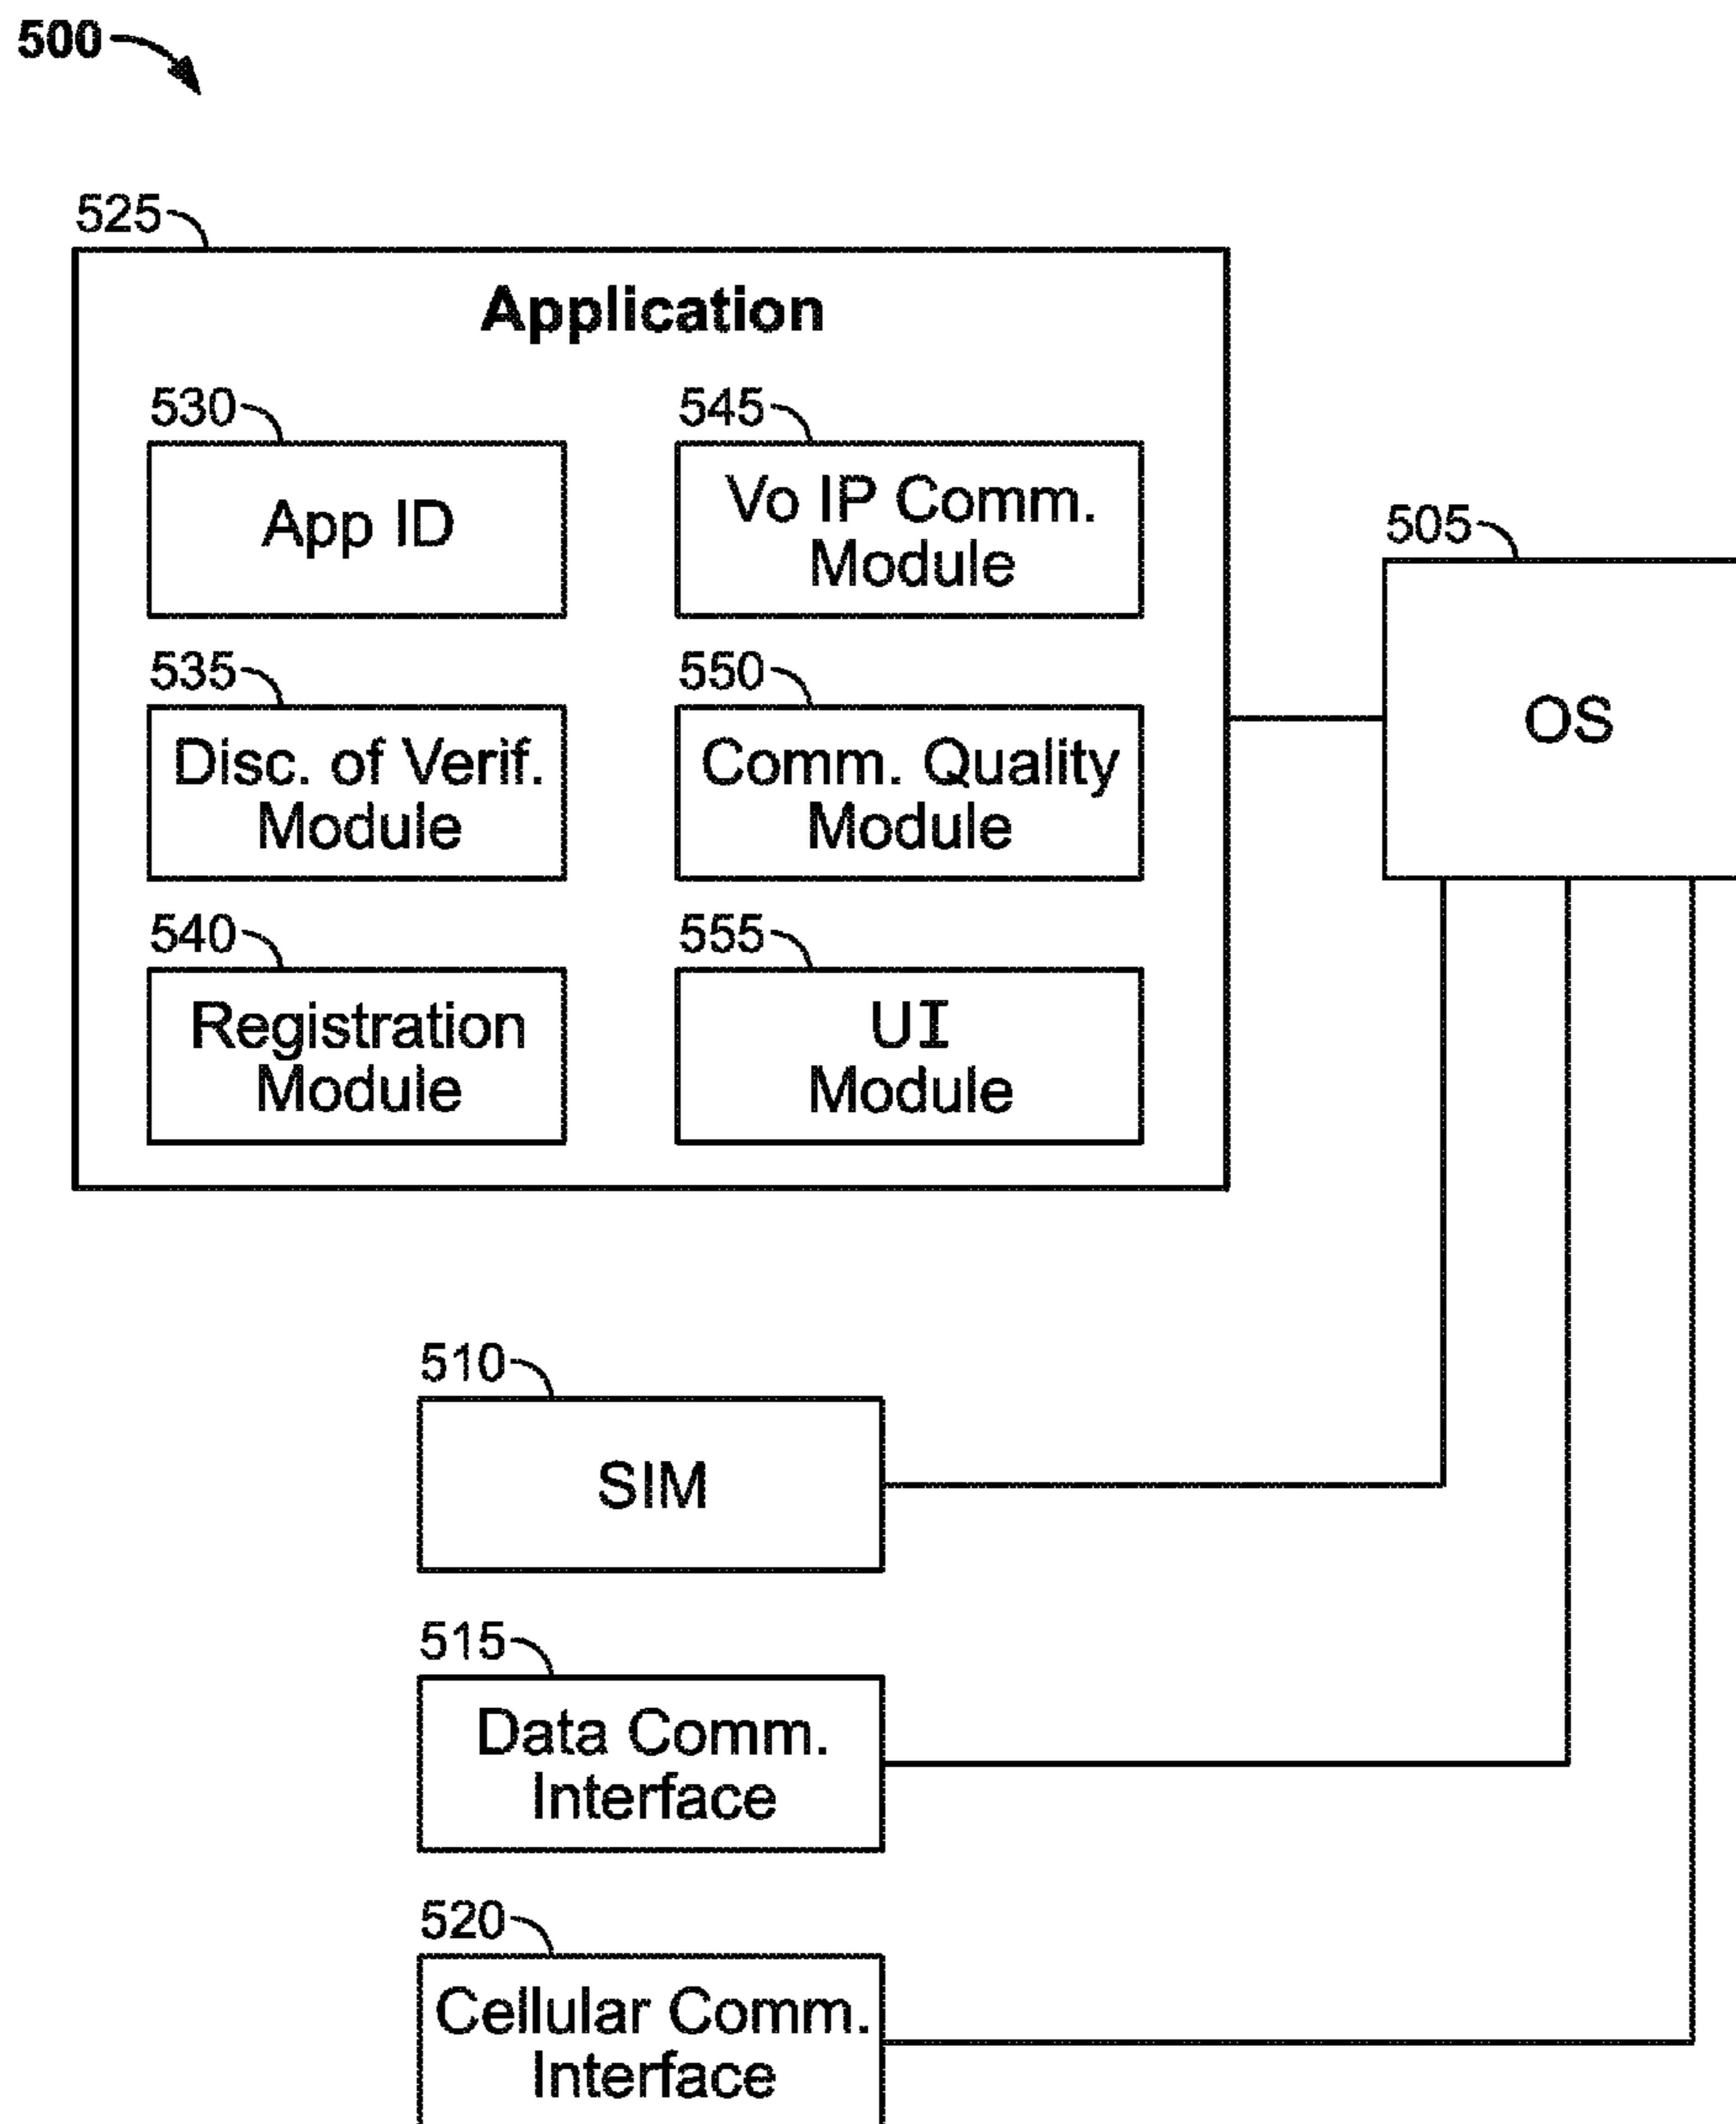 500
525
Application
530
App ID
545
Vo IP Comm.
Module
505
OS
535
Disc. of Verif.
Module
550
Comm. Quality
Module
540
Registration
Module
555
UI
Module
510
SIM
515
Data Comm.
Interface
520
Cellular Comm.
Interface